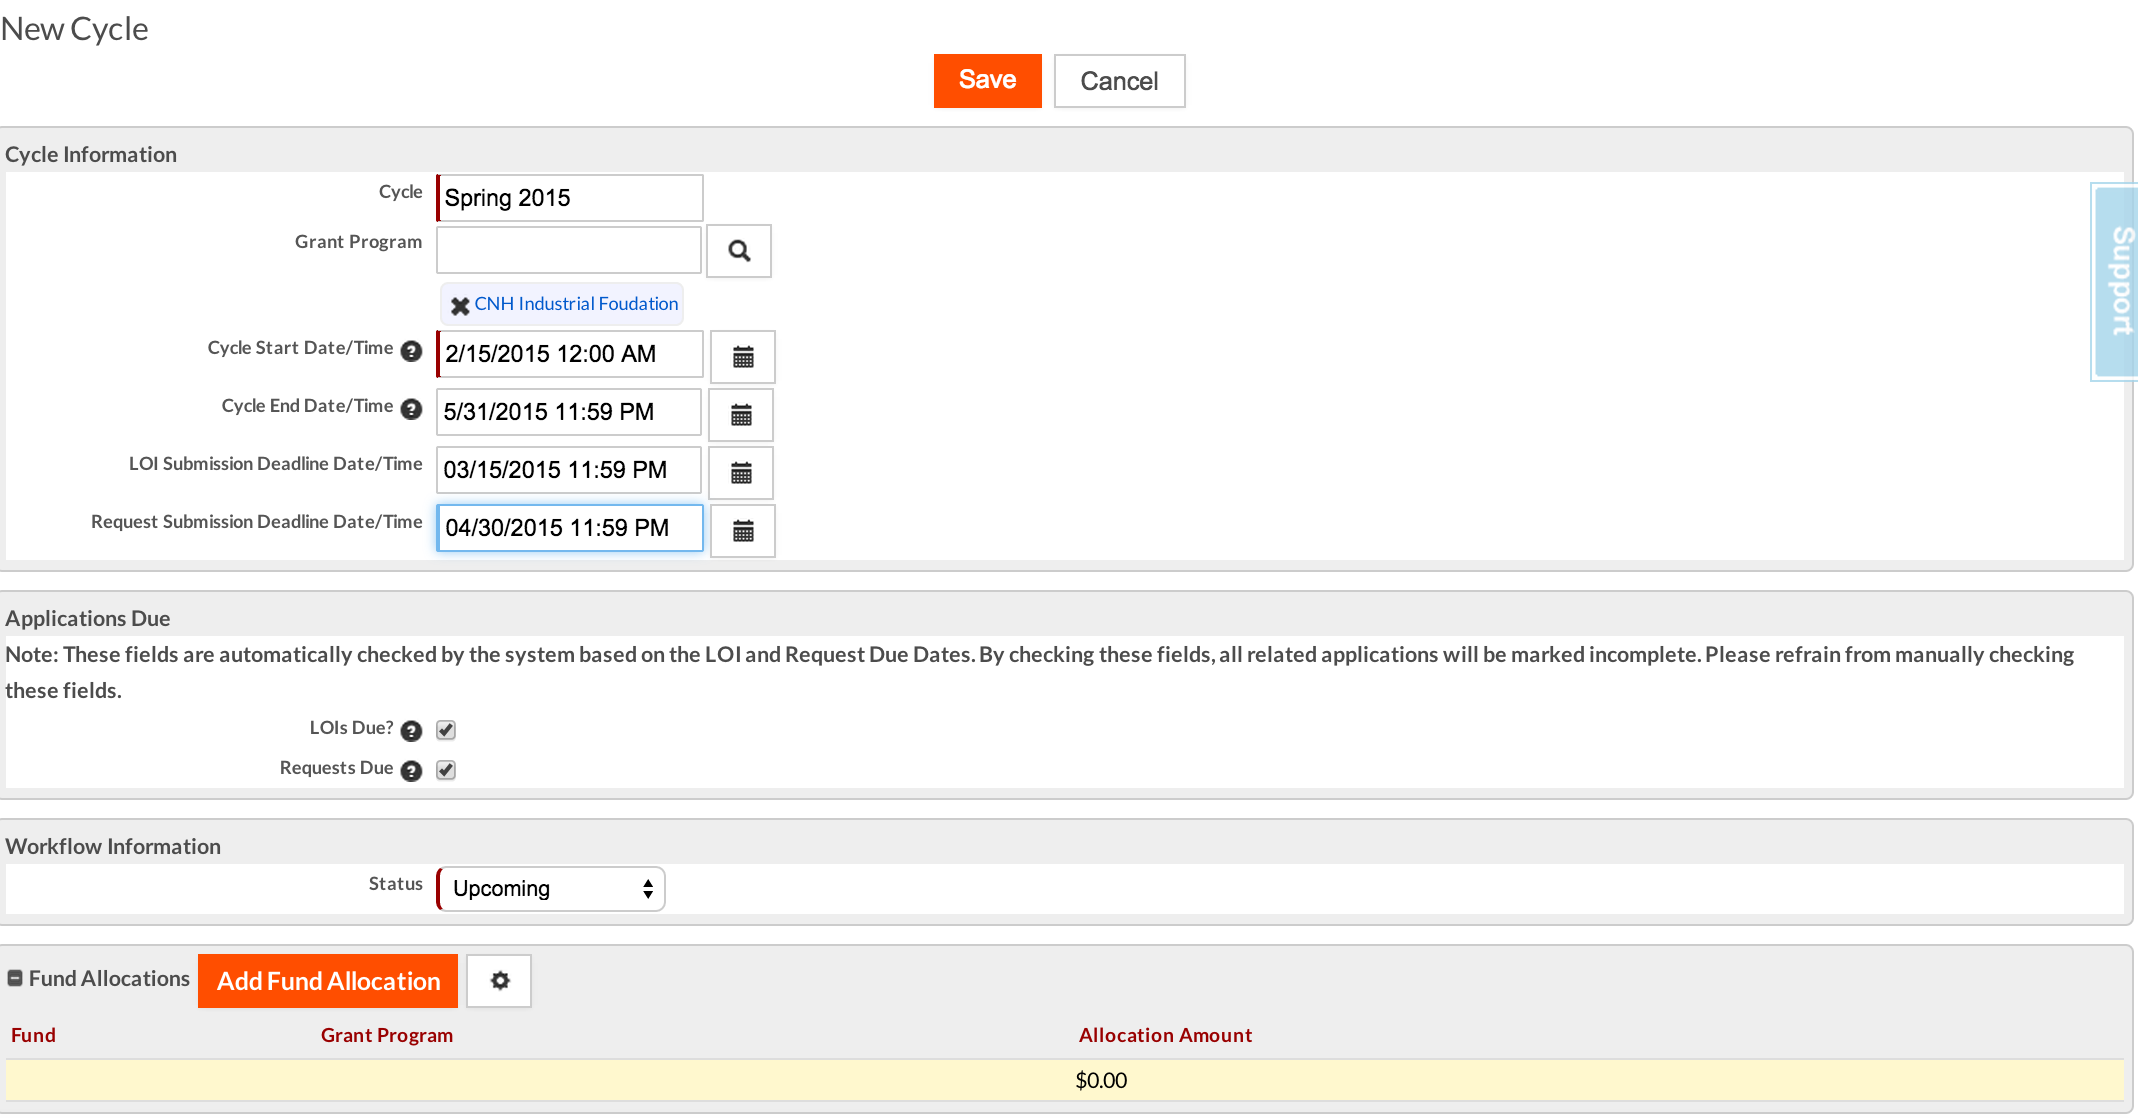 New Cycle
Save Cancel
Cycle Information
Cycle Spring 2015
Grant Program
CNH Industrial Foudation
Cycle Start Date/Time 2/15/2015 12:00 AM
Cycle End Date/Time 5/31/2015 11:59 PM
LOI Submission Deadline Date/Time 03/15/2015 11:59 PM
Request Submission Deadline Date/Time 04/30/2015 11:59 PM
Support
Applications Due
Note: These fields are automatically checked by the system based on the LOI and Request Due Dates. By checking these fields, all related applications will be marked incomplete. Please refrain from manually checking
these fields.
LOIs Due?
Requests Due
Workflow Information
Status Upcoming
Fund Allocations Add Fund Allocation
Fund Grant Program Allocation Amount
$0.00